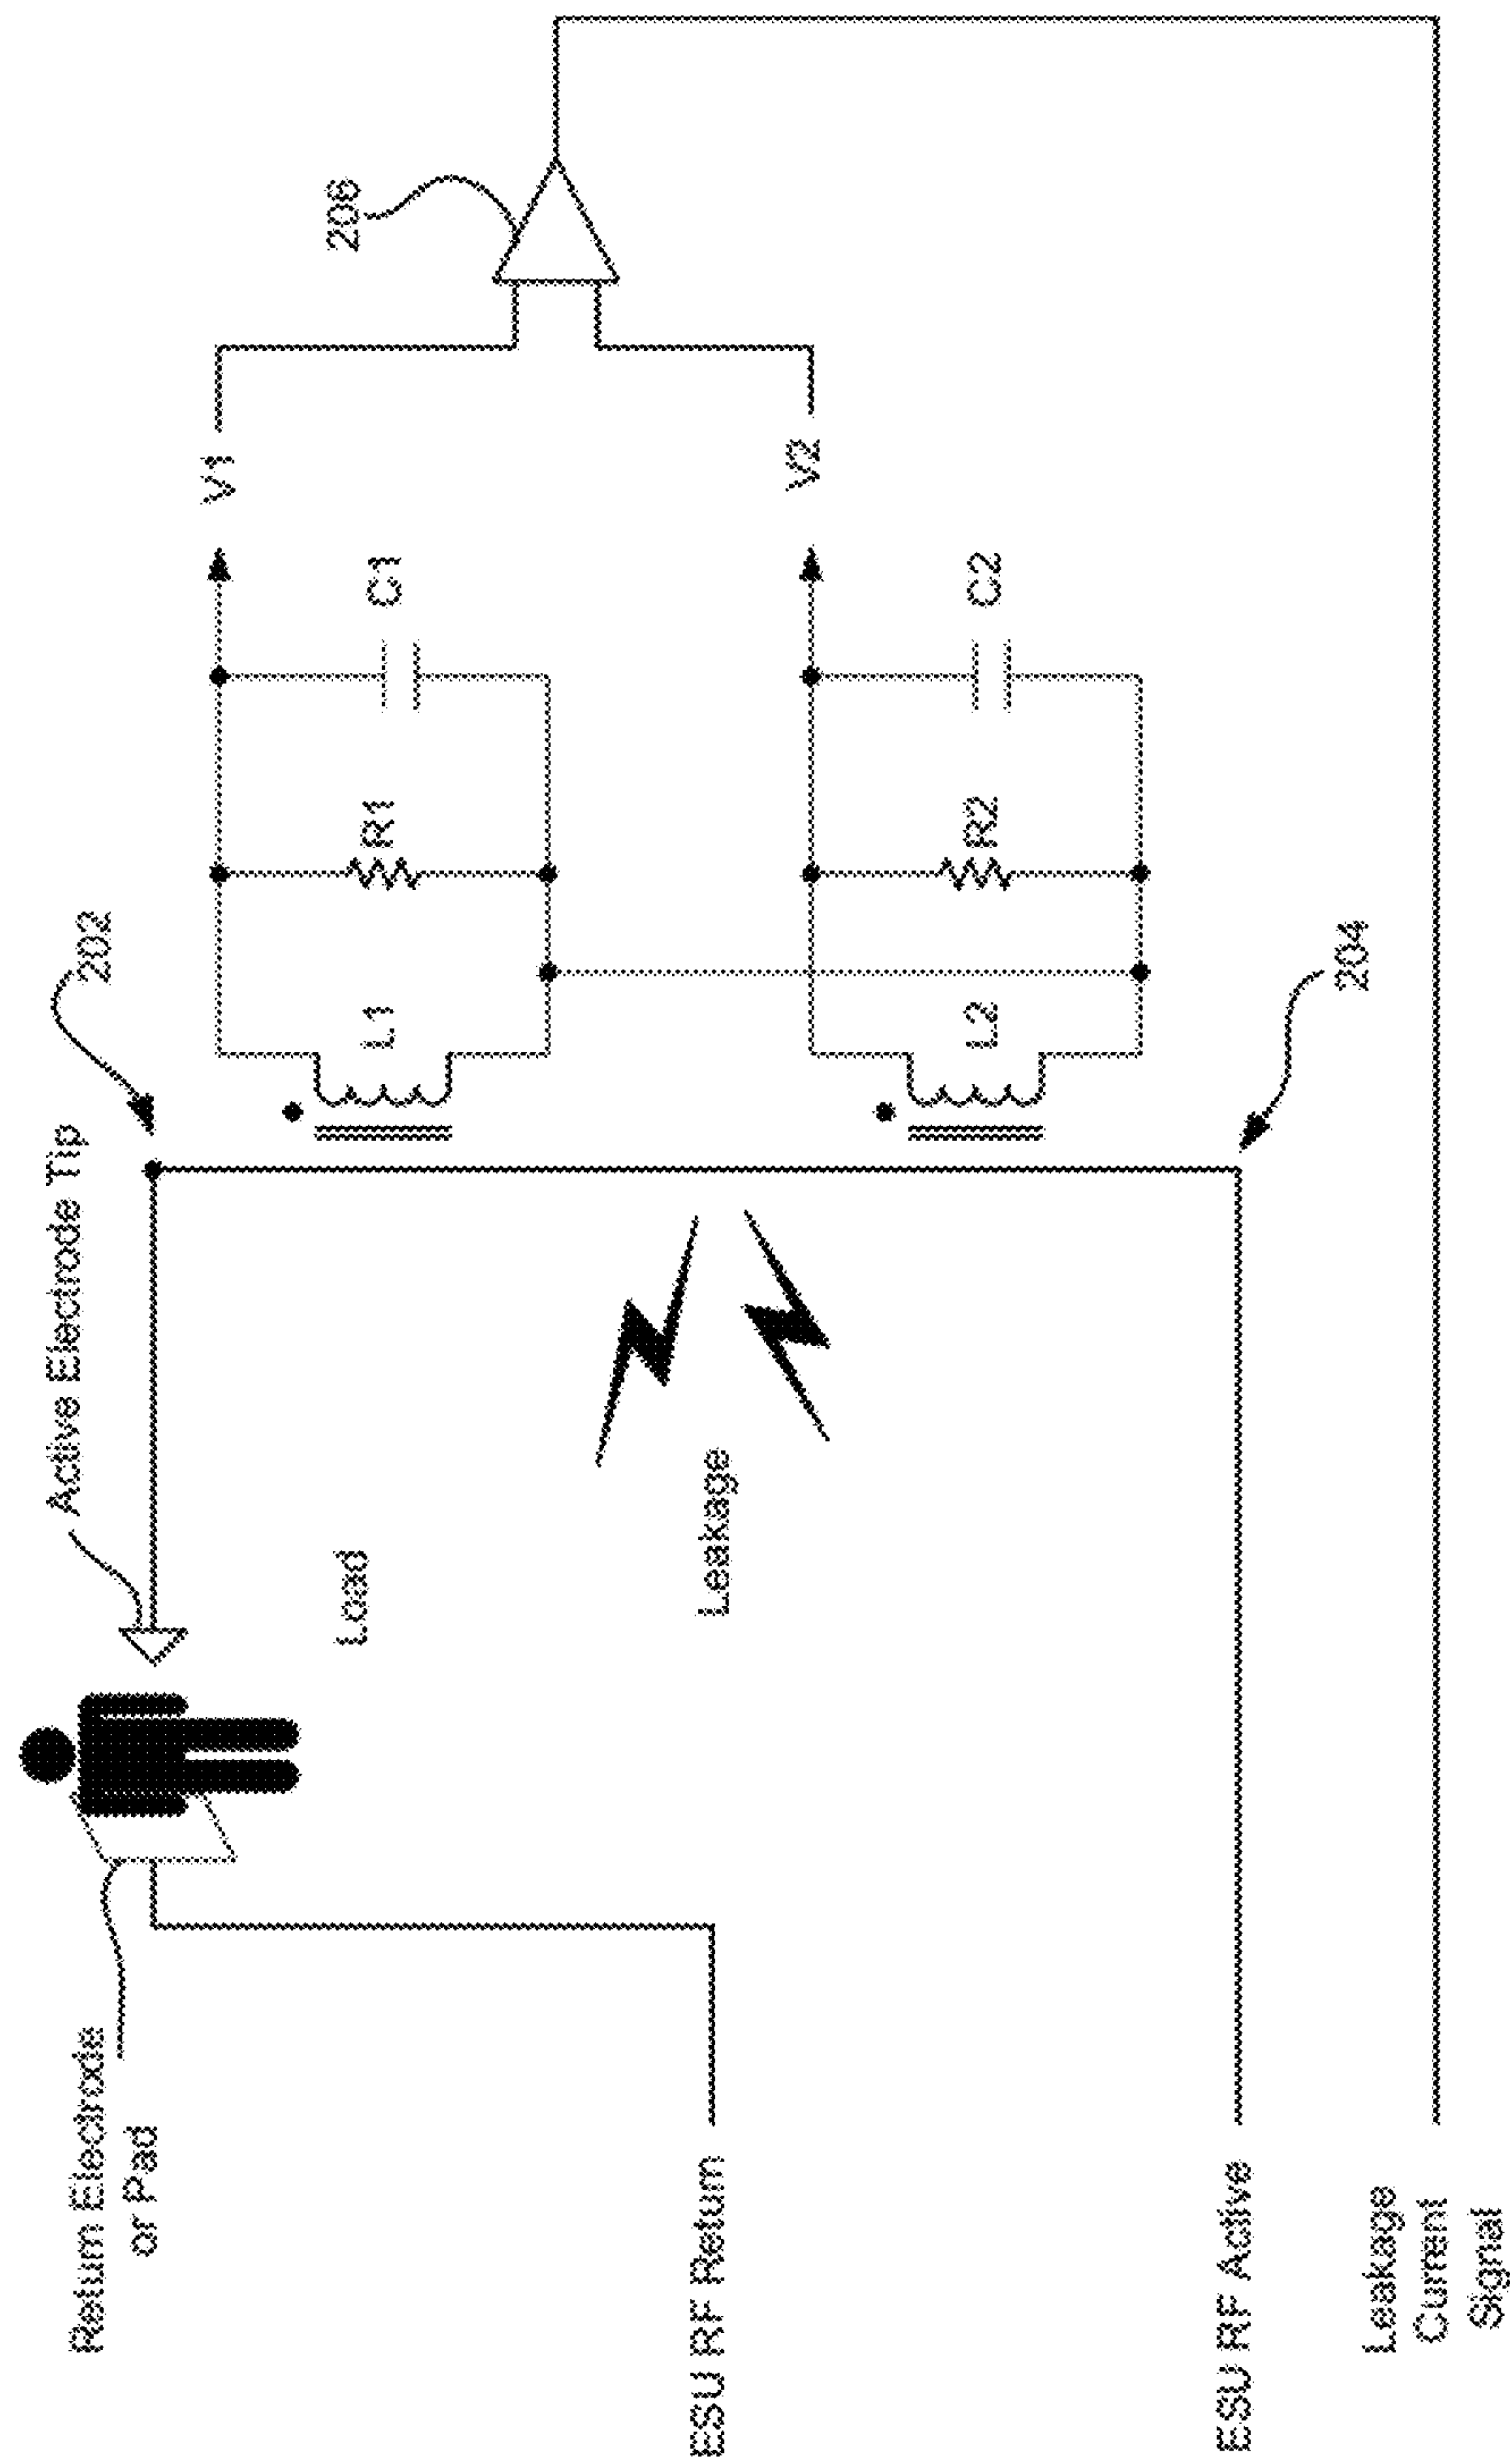 Return Electrode
or Pad
Active Electrode Tip
202
Load
Leakage
L1
R1
C1
V1
L2
R2
C2
V2
206
204
ESU RF Return
ESU RF Active
Leakage
Current
Signal